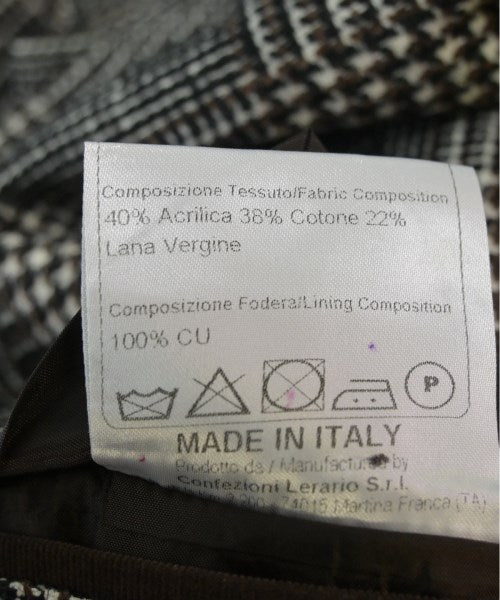 Composizione Tessuto/Fabric Composition
40% Acrilica 38% Cotone 22%
Lana Vergine
Composizione Fodera/Lining Composition
100% CU
P
MADE IN ITALY
Prodotto da / Manufactured by
Confezioni Lerario S.r.l.
74015 Martina Franca (TA)